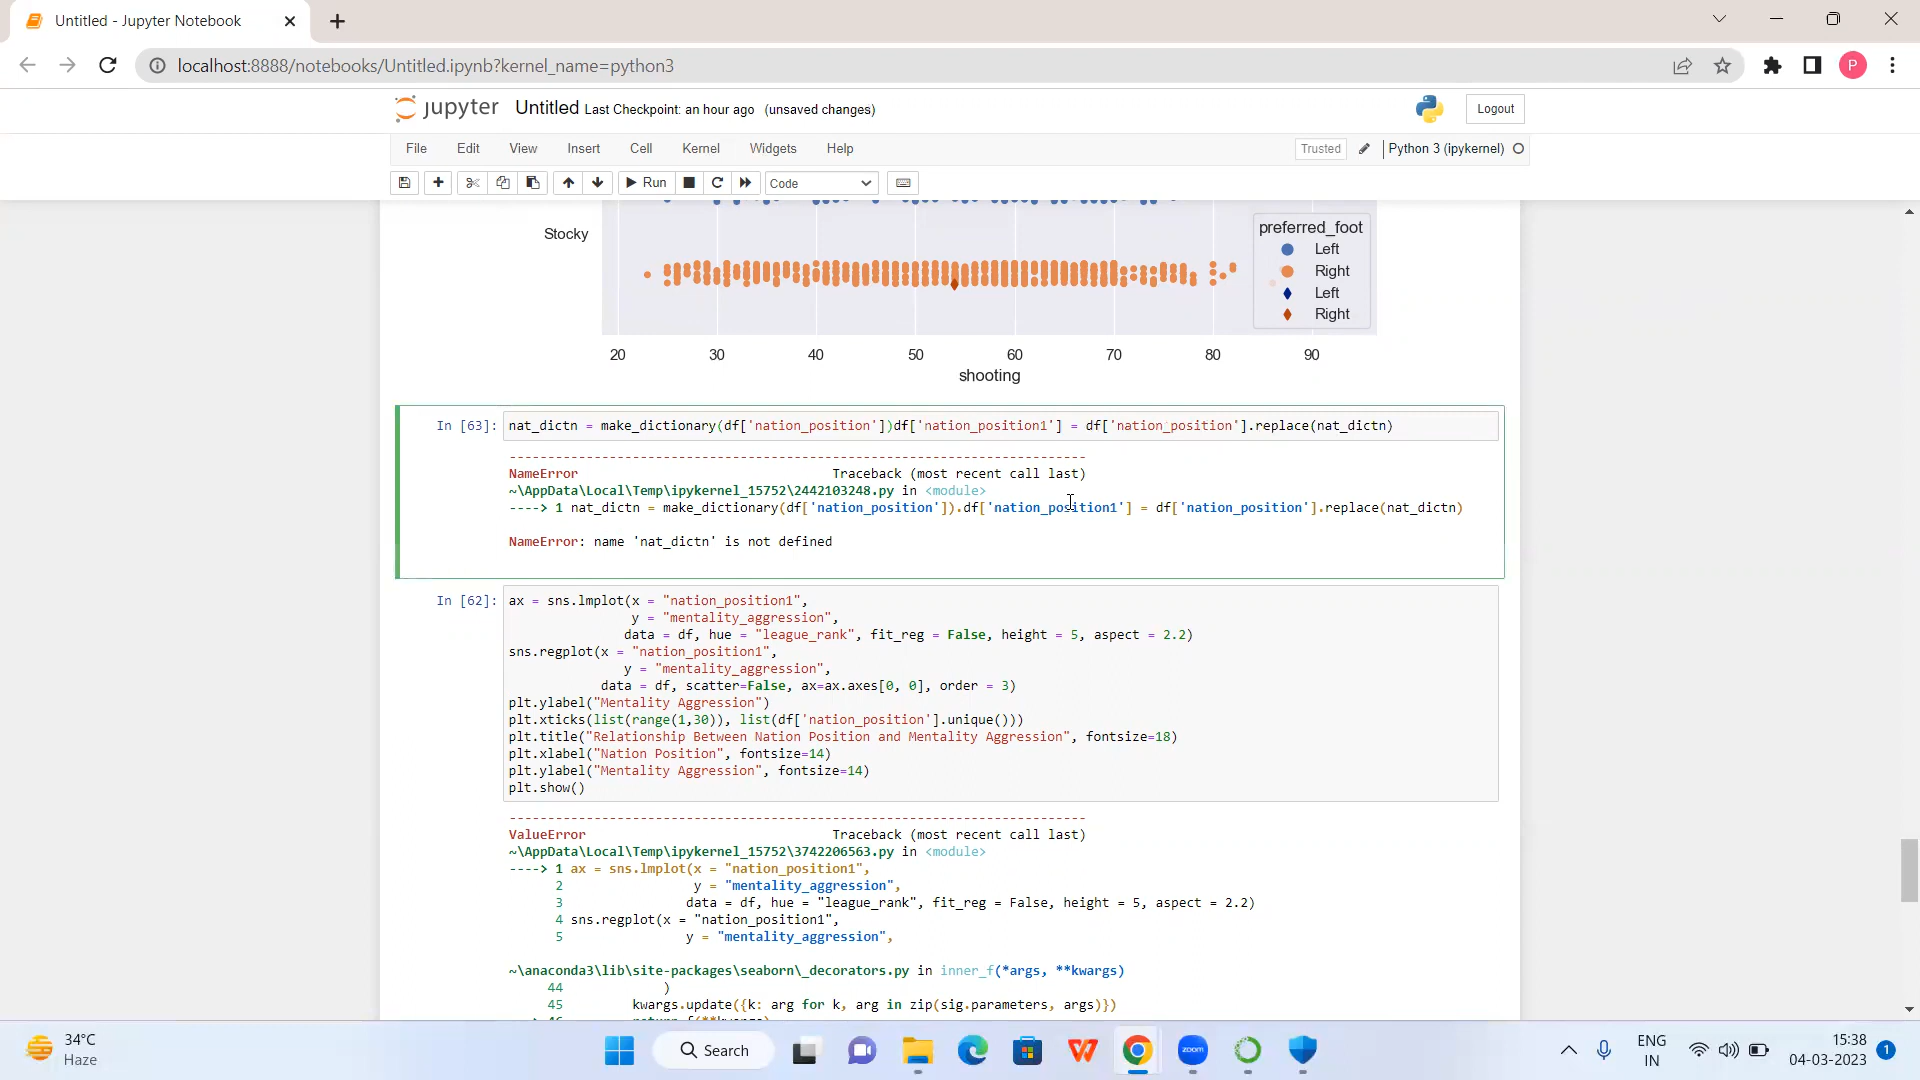 Untitled - Jupyter Notebook
localhost:8888/notebooks/Untitled.ipynb?kernel_name=python3
P
jupyter Untitled Last Checkpoint: an hour ago (unsaved changes)
Logout
File Edit View Insert Cell Kernel Widgets Help
Trusted Python 3 (ipykernel)
Run
Code
Stocky
preferred_foot
Left
Right
Left
Right
20 30 40 50 60 70 80 90
shooting
In [63]: nat_dictn = make_dictionary(df['nation_position'])df['nation_position1'] = df['nation_position'].replace(nat_dictn)
---------------------------------------------------------------------------
NameError Traceback (most recent call last)
~\AppData\Local\Temp\ipykernel_15752\2442103248.py in <module>
----> 1 nat_dictn = make_dictionary(df['nation_position']).df['nation_position1'] = df['nation_position'].replace(nat_dictn)
NameError: name 'nat_dictn' is not defined
In [62]: ax = sns.lmplot(x = "nation_position1",
y = "mentality_aggression",
data = df, hue = "league_rank", fit_reg = False, height = 5, aspect = 2.2)
sns.regplot(x = "nation_position1",
y = "mentality_aggression",
data = df, scatter=False, ax=ax.axes[0, 0], order = 3)
plt.ylabel("Mentality Aggression")
plt.xticks(list(range(1,30)), list(df['nation_position'].unique()))
plt.title("Relationship Between Nation Position and Mentality Aggression", fontsize=18)
plt.xlabel("Nation Position", fontsize=14)
plt.ylabel("Mentality Aggression", fontsize=14)
plt.show()
---------------------------------------------------------------------------
ValueError Traceback (most recent call last)
~\AppData\Local\Temp\ipykernel_15752\3742206563.py in <module>
----> 1 ax = sns.lmplot(x = "nation_position1",
2 y = "mentality_aggression",
3 data = df, hue = "league_rank", fit_reg = False, height = 5, aspect = 2.2)
4 sns.regplot(x = "nation_position1",
5 y = "mentality_aggression",
~\anaconda3\lib\site-packages\seaborn\_decorators.py in inner_f(*args, **kwargs)
44 )
45 kwargs.update({k: arg for k, arg in zip(sig.parameters, args)})
34°C
Haze
Search
zoom
ENG
IN
15:38
04-03-2023
1